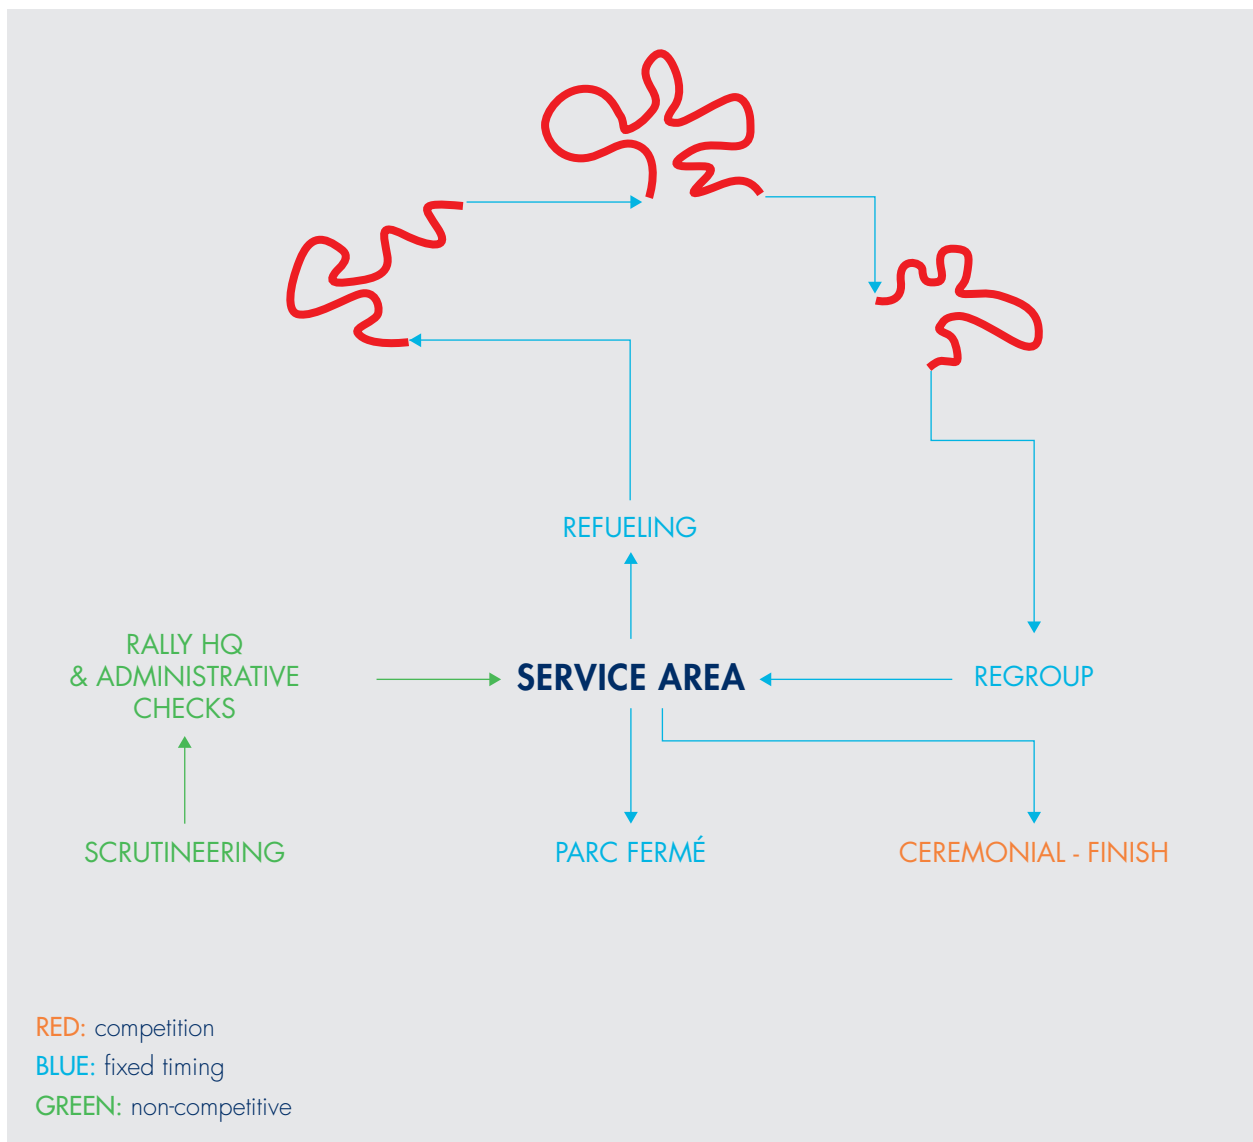 REFUELING
RALLY HQ
& ADMINISTRATIVE
CHECKS
SERVICE AREA
REGROUP
SCRUTINEERING
PARC FERMÉ
CEREMONIAL - FINISH
RED: competition
BLUE: fixed timing
GREEN: non-competitive